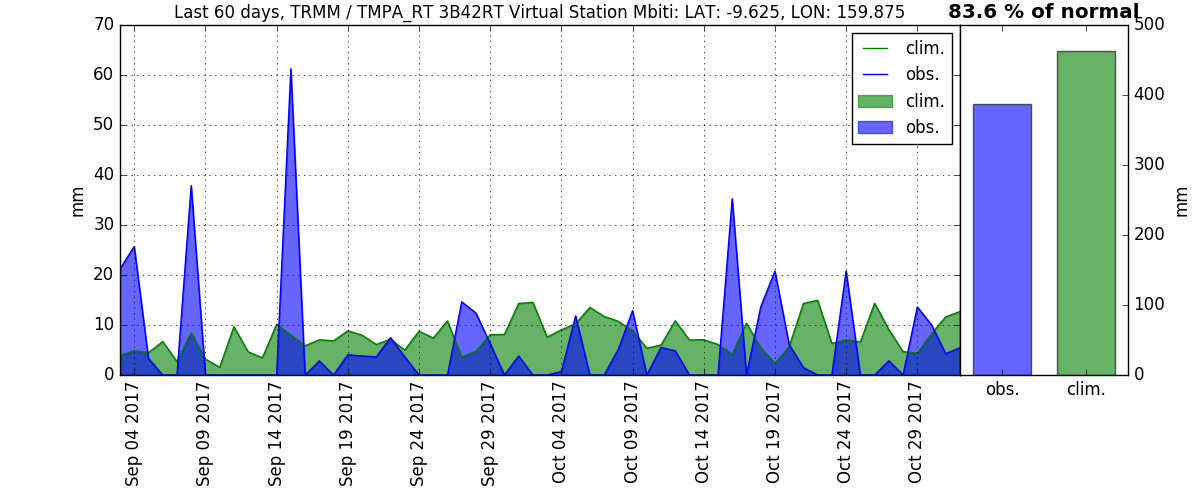 Last 60 days, TRMM / TMPA_RT 3B42RT Virtual Station Mbiti: LAT: -9.625, LON: 159.875
83.6 % of normal
70
60
50
40
30
20
10
0
mm
clim.
obs.
clim.
obs.
Sep 04 2017
Sep 09 2017
Sep 14 2017
Sep 19 2017
Sep 24 2017
Sep 29 2017
Oct 04 2017
Oct 09 2017
Oct 14 2017
Oct 19 2017
Oct 24 2017
Oct 29 2017
500
400
300
200
100
0
mm
obs.
clim.